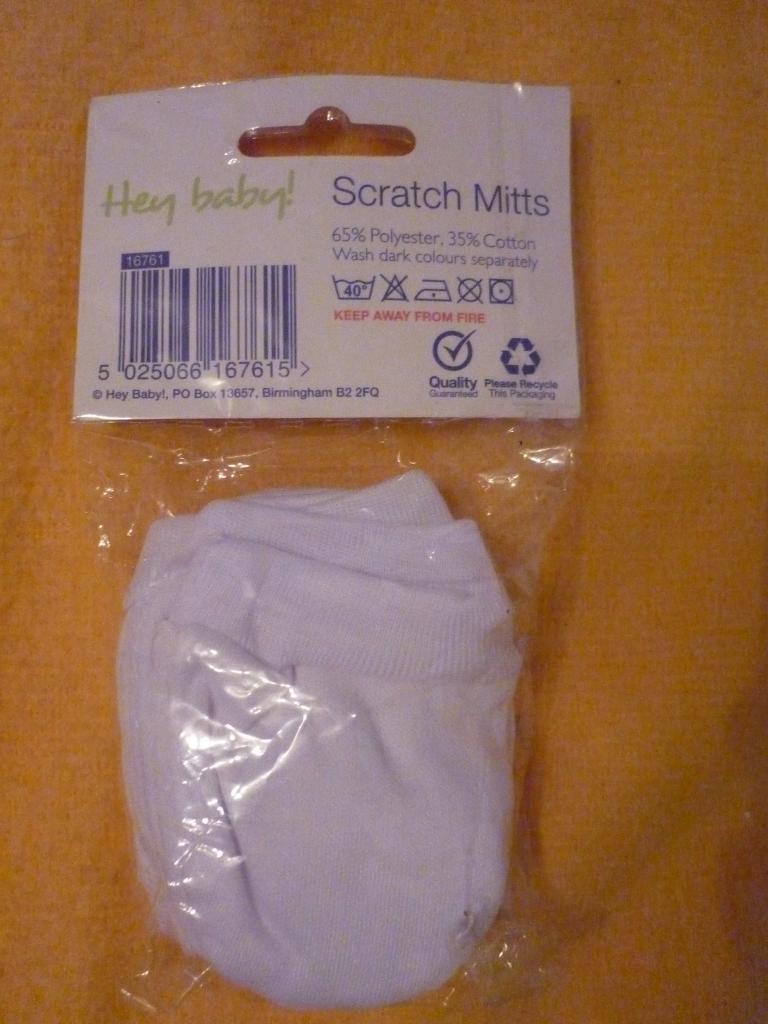 Hey baby!
Scratch Mitts
65% Polyester, 35% Cotton
Wash dark colours separately
40°
KEEP AWAY FROM FIRE
16761
5 025066 167615 >
Quality
Guaranteed
Please Recycle
This Packaging
© Hey Baby!, PO Box 13657, Birmingham B2 2FQ